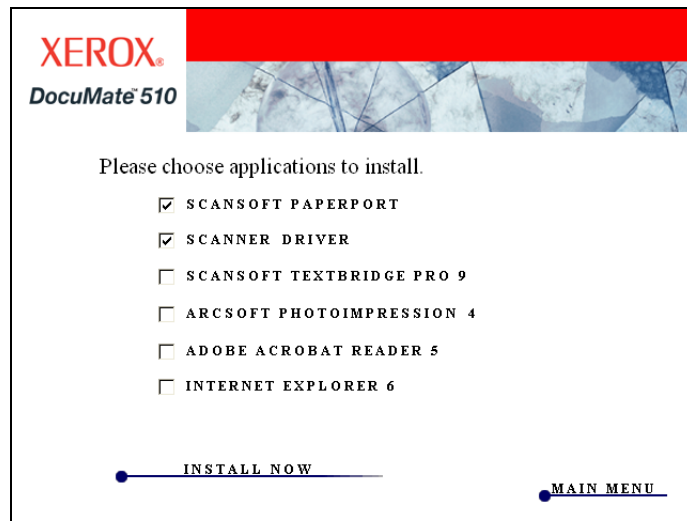 XEROX®
DocuMate™ 510
Please choose applications to install.
SCANSOFT PAPERPORT
SCANNER DRIVER
SCANSOFT TEXTBRIDGE PRO 9
ARCSOFT PHOTOIMPRESSION 4
ADOBE ACROBAT READER 5
INTERNET EXPLORER 6
INSTALL NOW
MAIN MENU